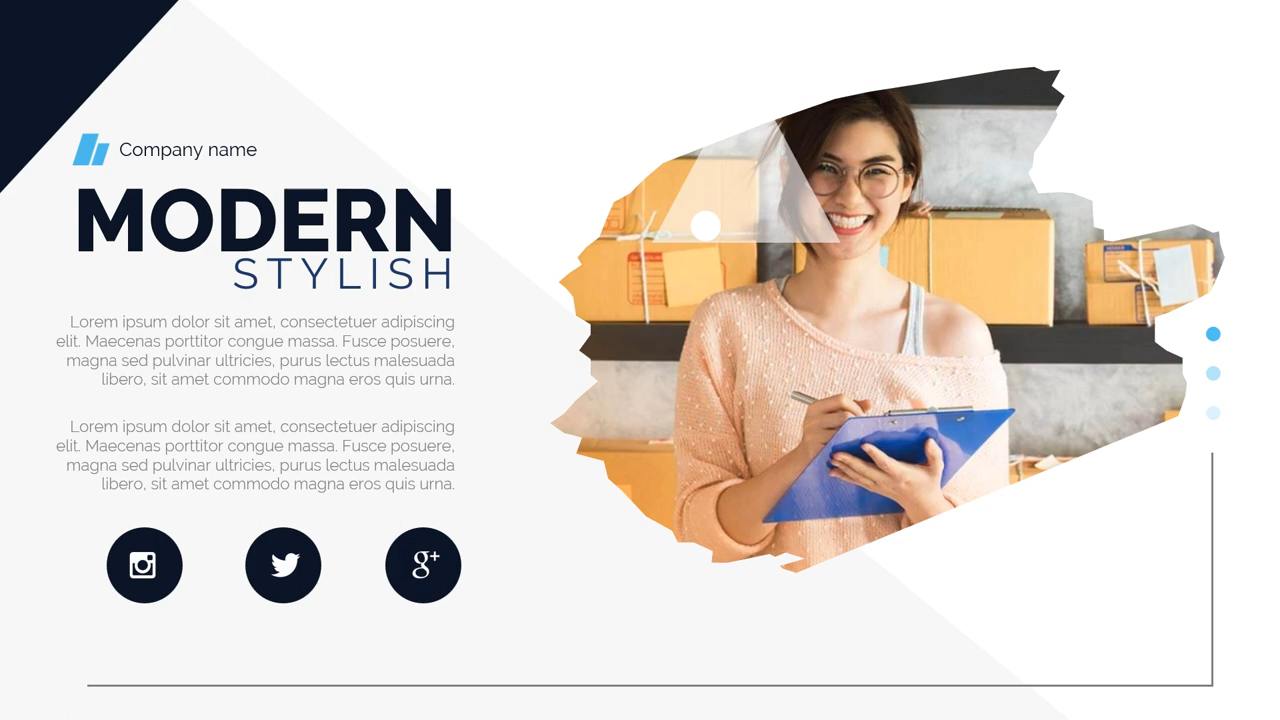 Company name
MODERN
STYLISH
Lorem ipsum dolor sit amet, consectetuer adipiscing
elit. Maecenas porttitor congue massa. Fusce posuere,
magna sed pulvinar ultricies, purus lectus malesuada
libero, sit amet commodo magna eros quis urna.
Lorem ipsum dolor sit amet, consectetuer adipiscing
elit. Maecenas porttitor congue massa. Fusce posuere,
magna sed pulvinar ultricies, purus lectus malesuada
libero, sit amet commodo magna eros quis urna.
g+